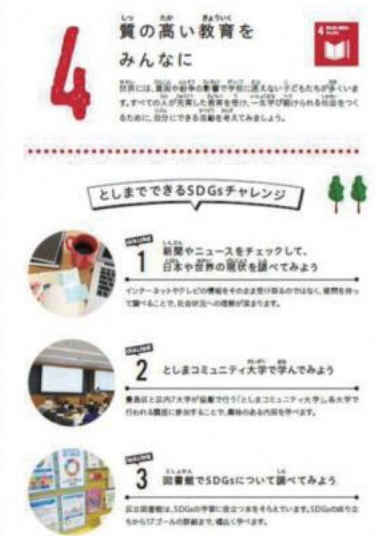 4
質の高い教育を
みんなに
世界には、貧困や紛争の影響で学校に通えない子どもたちが多くいま
す。すべての人が充実した教育を受け、一生学び続けられる社会をつく
るために、自分にできる活動を考えてみましょう。
としまでできるSDGsチャレンジ
1
新聞やニュースをチェックして、
日本や世界の現状を調べてみよう
インターネットやテレビの情報をそのまま受け取るのではなく、疑問を持っ
て調べることで、社会状況への理解が深まります。
2
としまコミュニティ大学で学んでみよう
豊島区と区内7大学が協働で行う「としまコミュニティ大学」。各大学で
行われる講座に参加することで、興味のある内容を学べます。
3
図書館でSDGsについて調べてみよう
区立図書館は、SDGsの学習に役立つ本をそろえています。SDGsの成り立
ちから17ゴールの詳細まで、幅広く学べます。